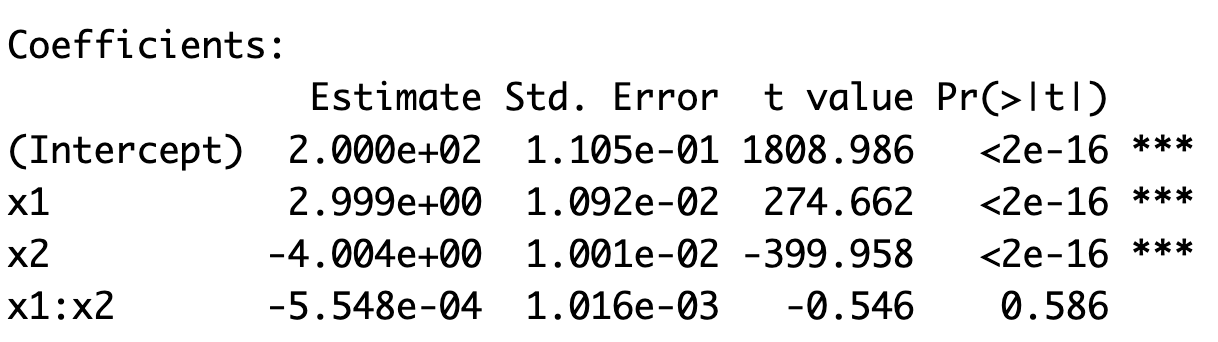 Coefficients:
Estimate Std. Error t value Pr(>|t|)
(Intercept) 2.000e+02 1.105e-01 1808.986 <2e-16 ***
x1 2.999e+00 1.092e-02 274.662 <2e-16 ***
x2 -4.004e+00 1.001e-02 -399.958 <2e-16 ***
x1:x2 -5.548e-04 1.016e-03 -0.546 0.586